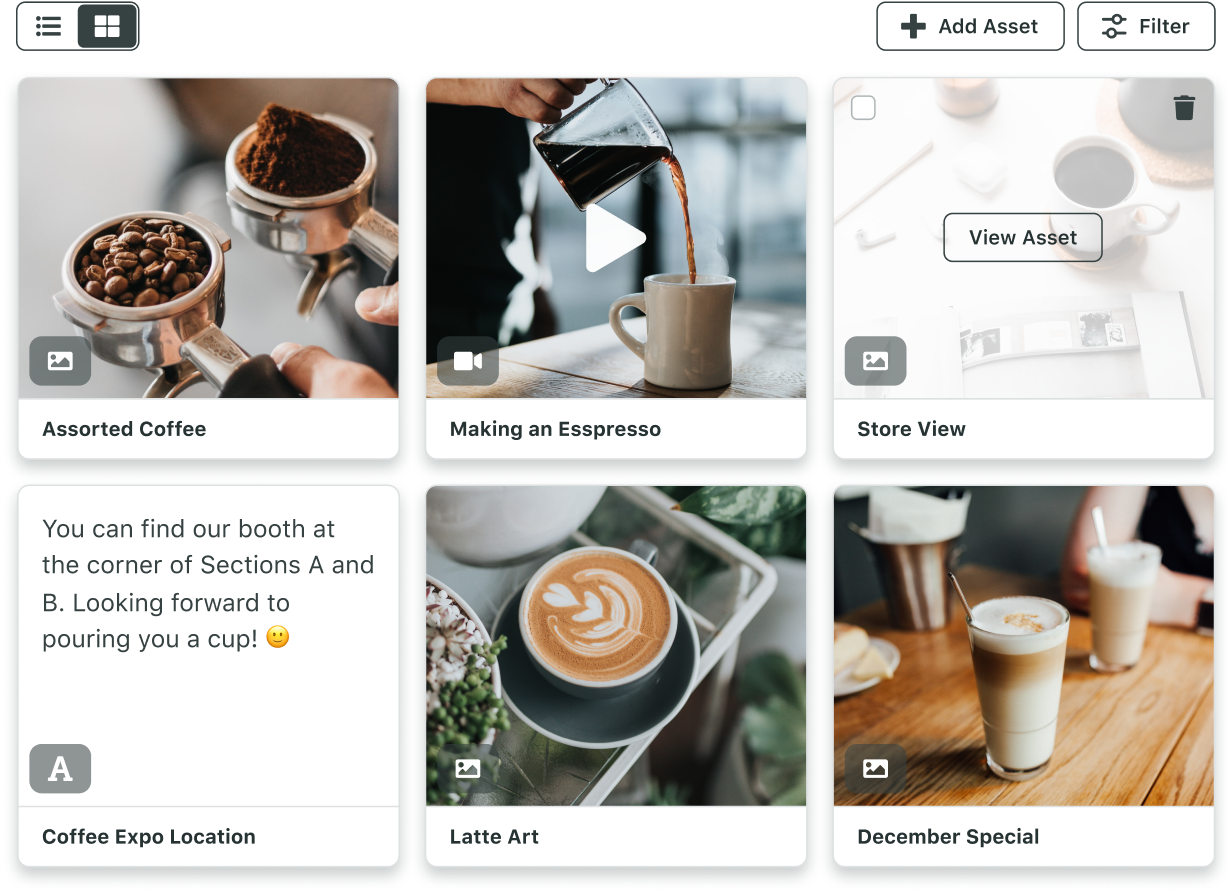 Add Asset
Filter
View Asset
Assorted Coffee
Making an Esspresso
Store View
You can find our booth at
the corner of Sections A and
B. Looking forward to
pouring you a cup! 🙂
A
Coffee Expo Location
Latte Art
December Special